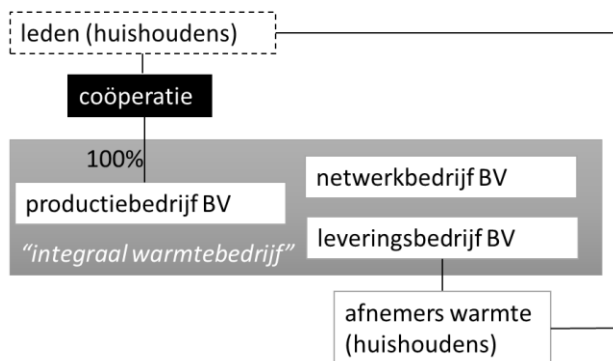 leden (huishoudens)
coöperatie
100%
productiebedrijf BV
netwerkbedrijf BV
leveringsbedrijf BV
“integraal warmtebedrijf”
afnemers warmte
(huishoudens)